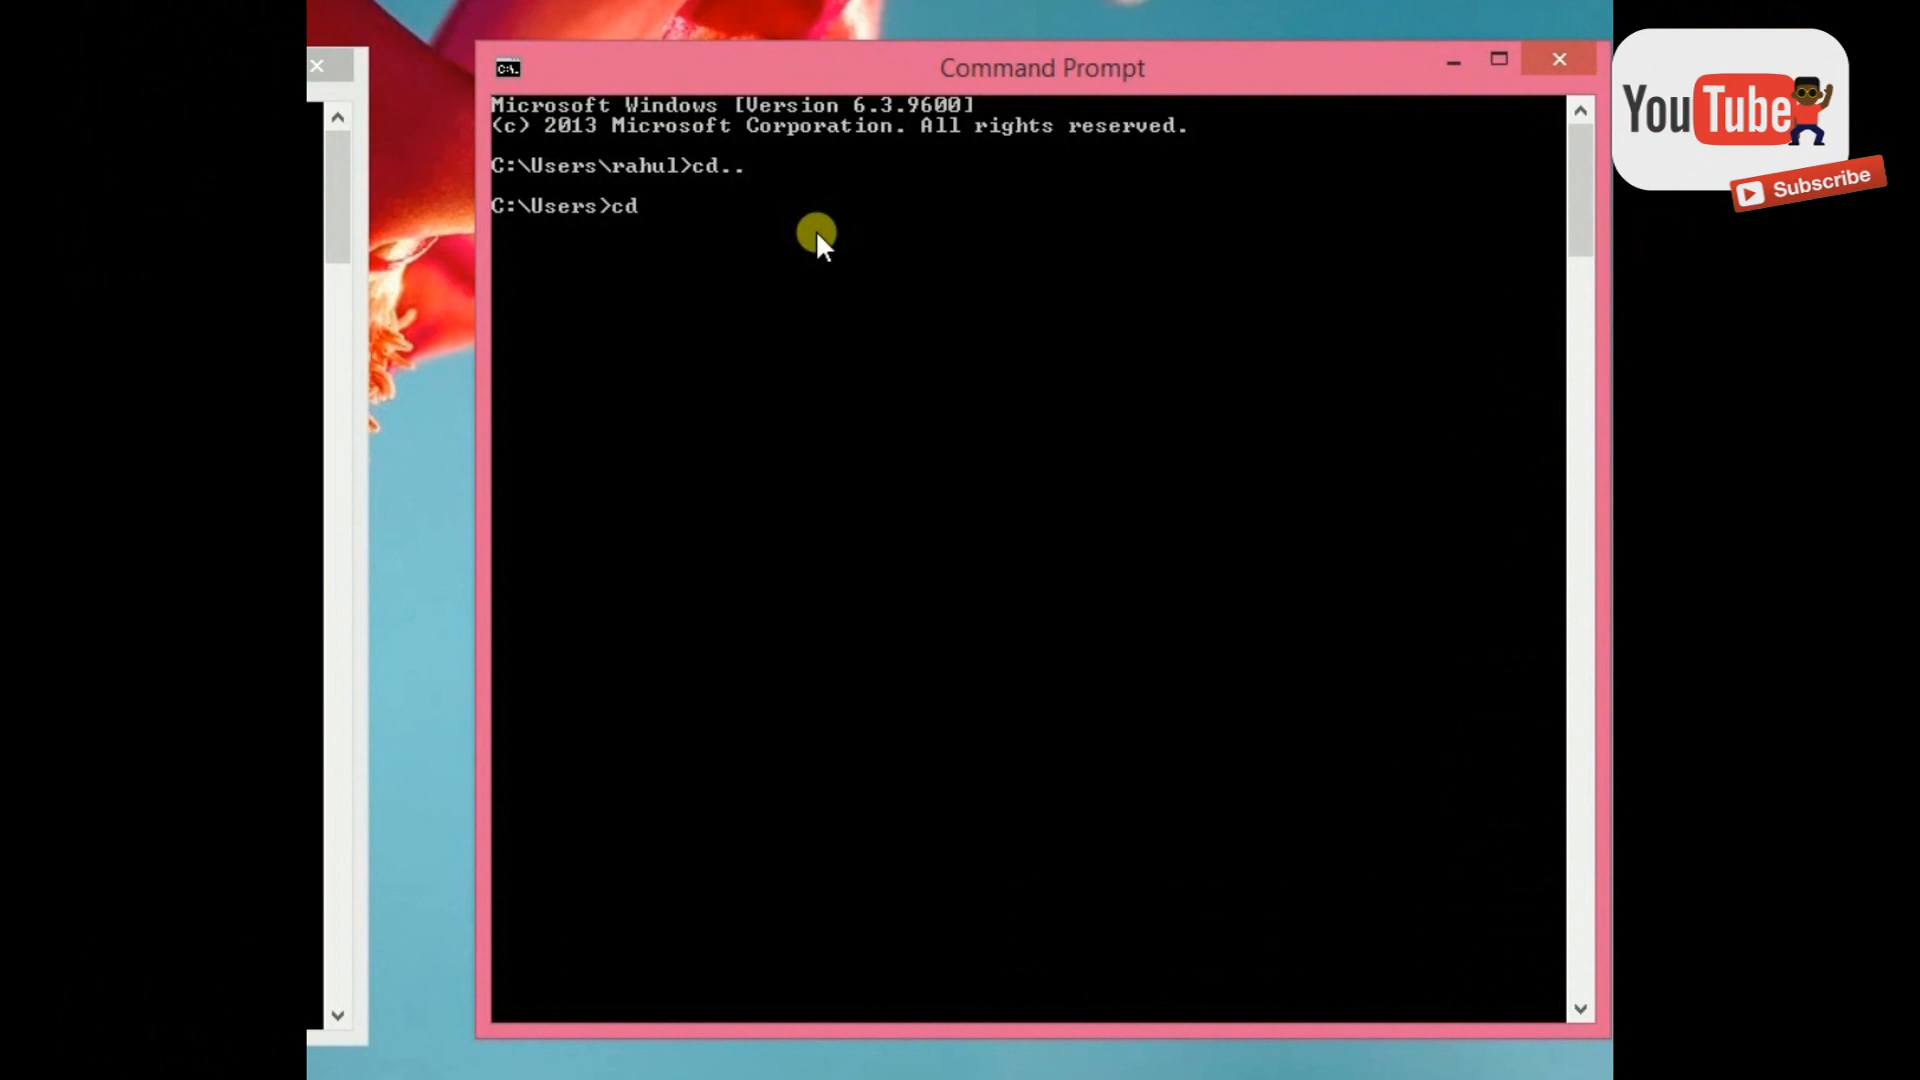 Command Prompt
Microsoft Windows [Version 6.3.9600]
(c) 2013 Microsoft Corporation. All rights reserved.
C:\Users\rahul>cd..
C:\Users>cd
YouTube
Subscribe